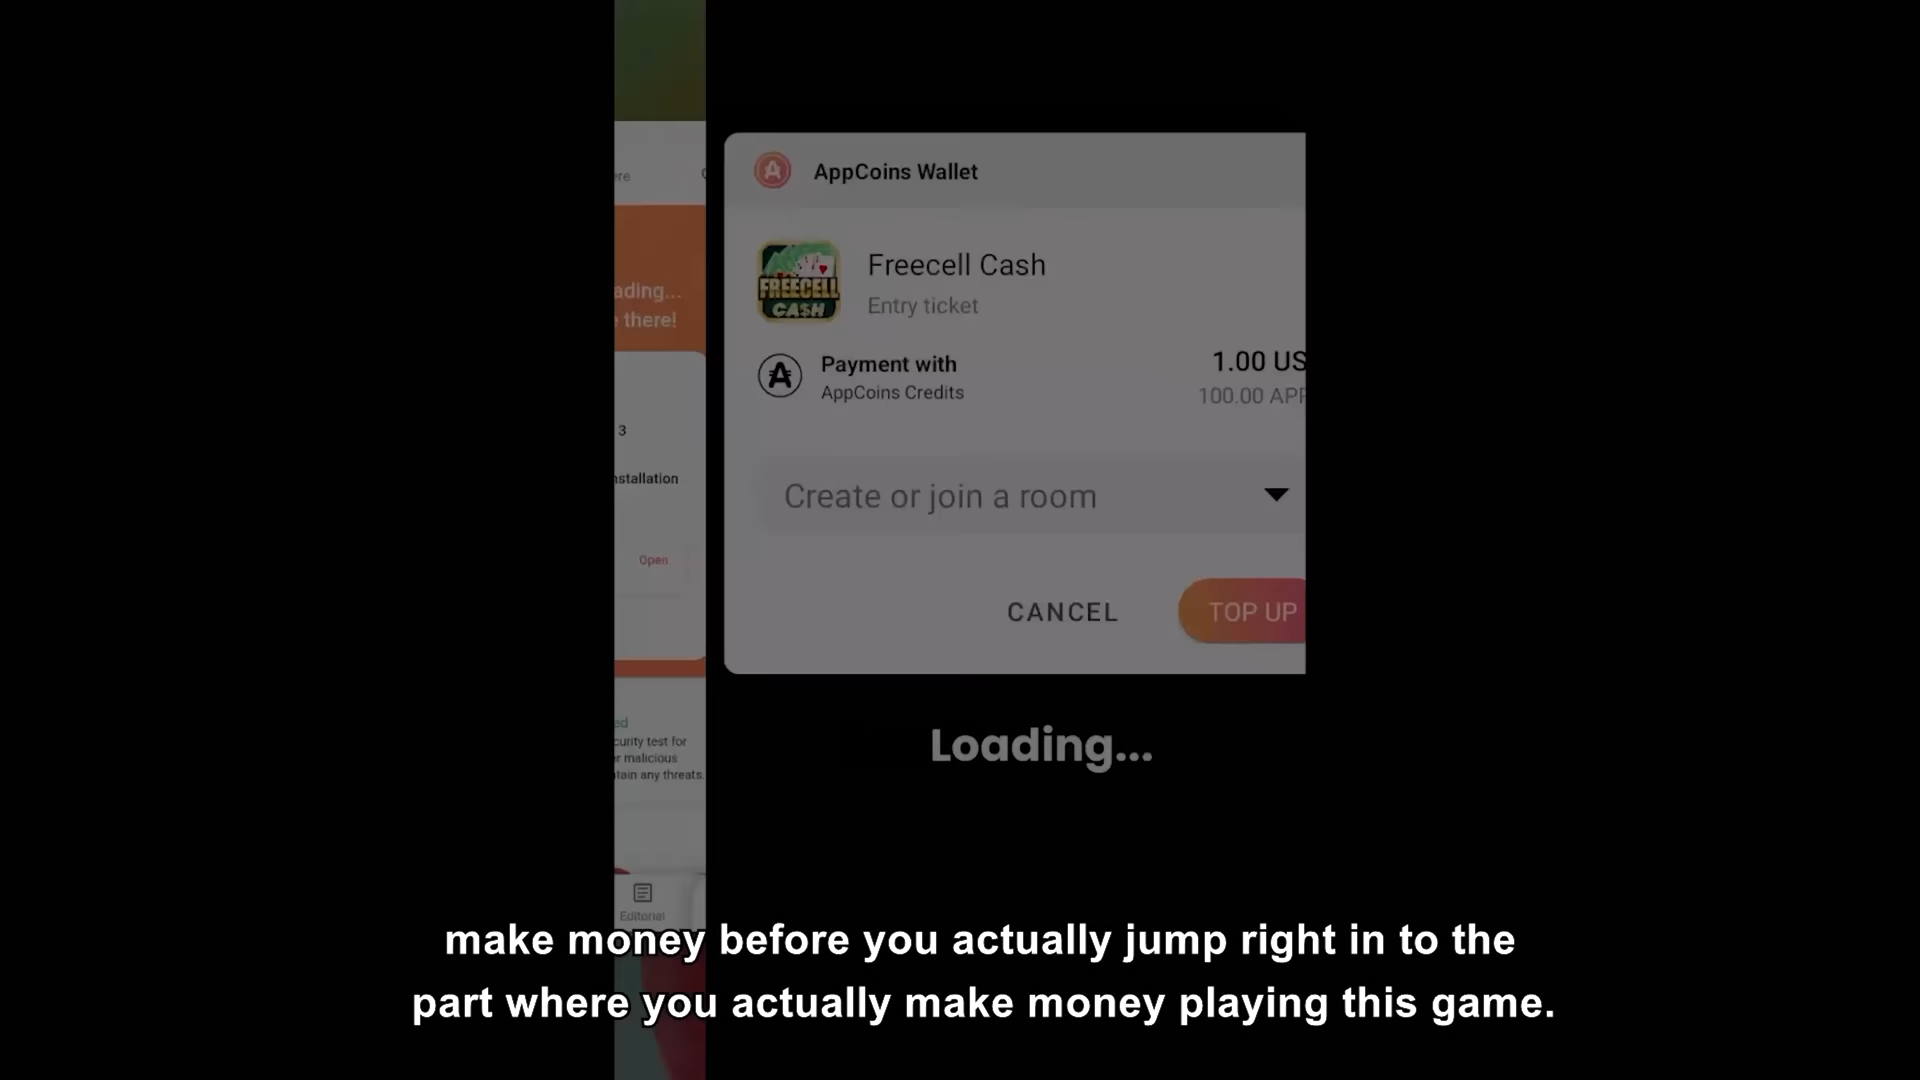 ere
ading...
there!
3
nstallation
Open
ed
curity test for
r malicious
tain any threats.
Editorial
AppCoins Wallet
FREECELL
CASH
Freecell Cash
Entry ticket
Payment with
AppCoins Credits
1.00 US
100.00 APP
Create or join a room
CANCEL
TOP UP
Loading...
make money before you actually jump right in to the
part where you actually make money playing this game.